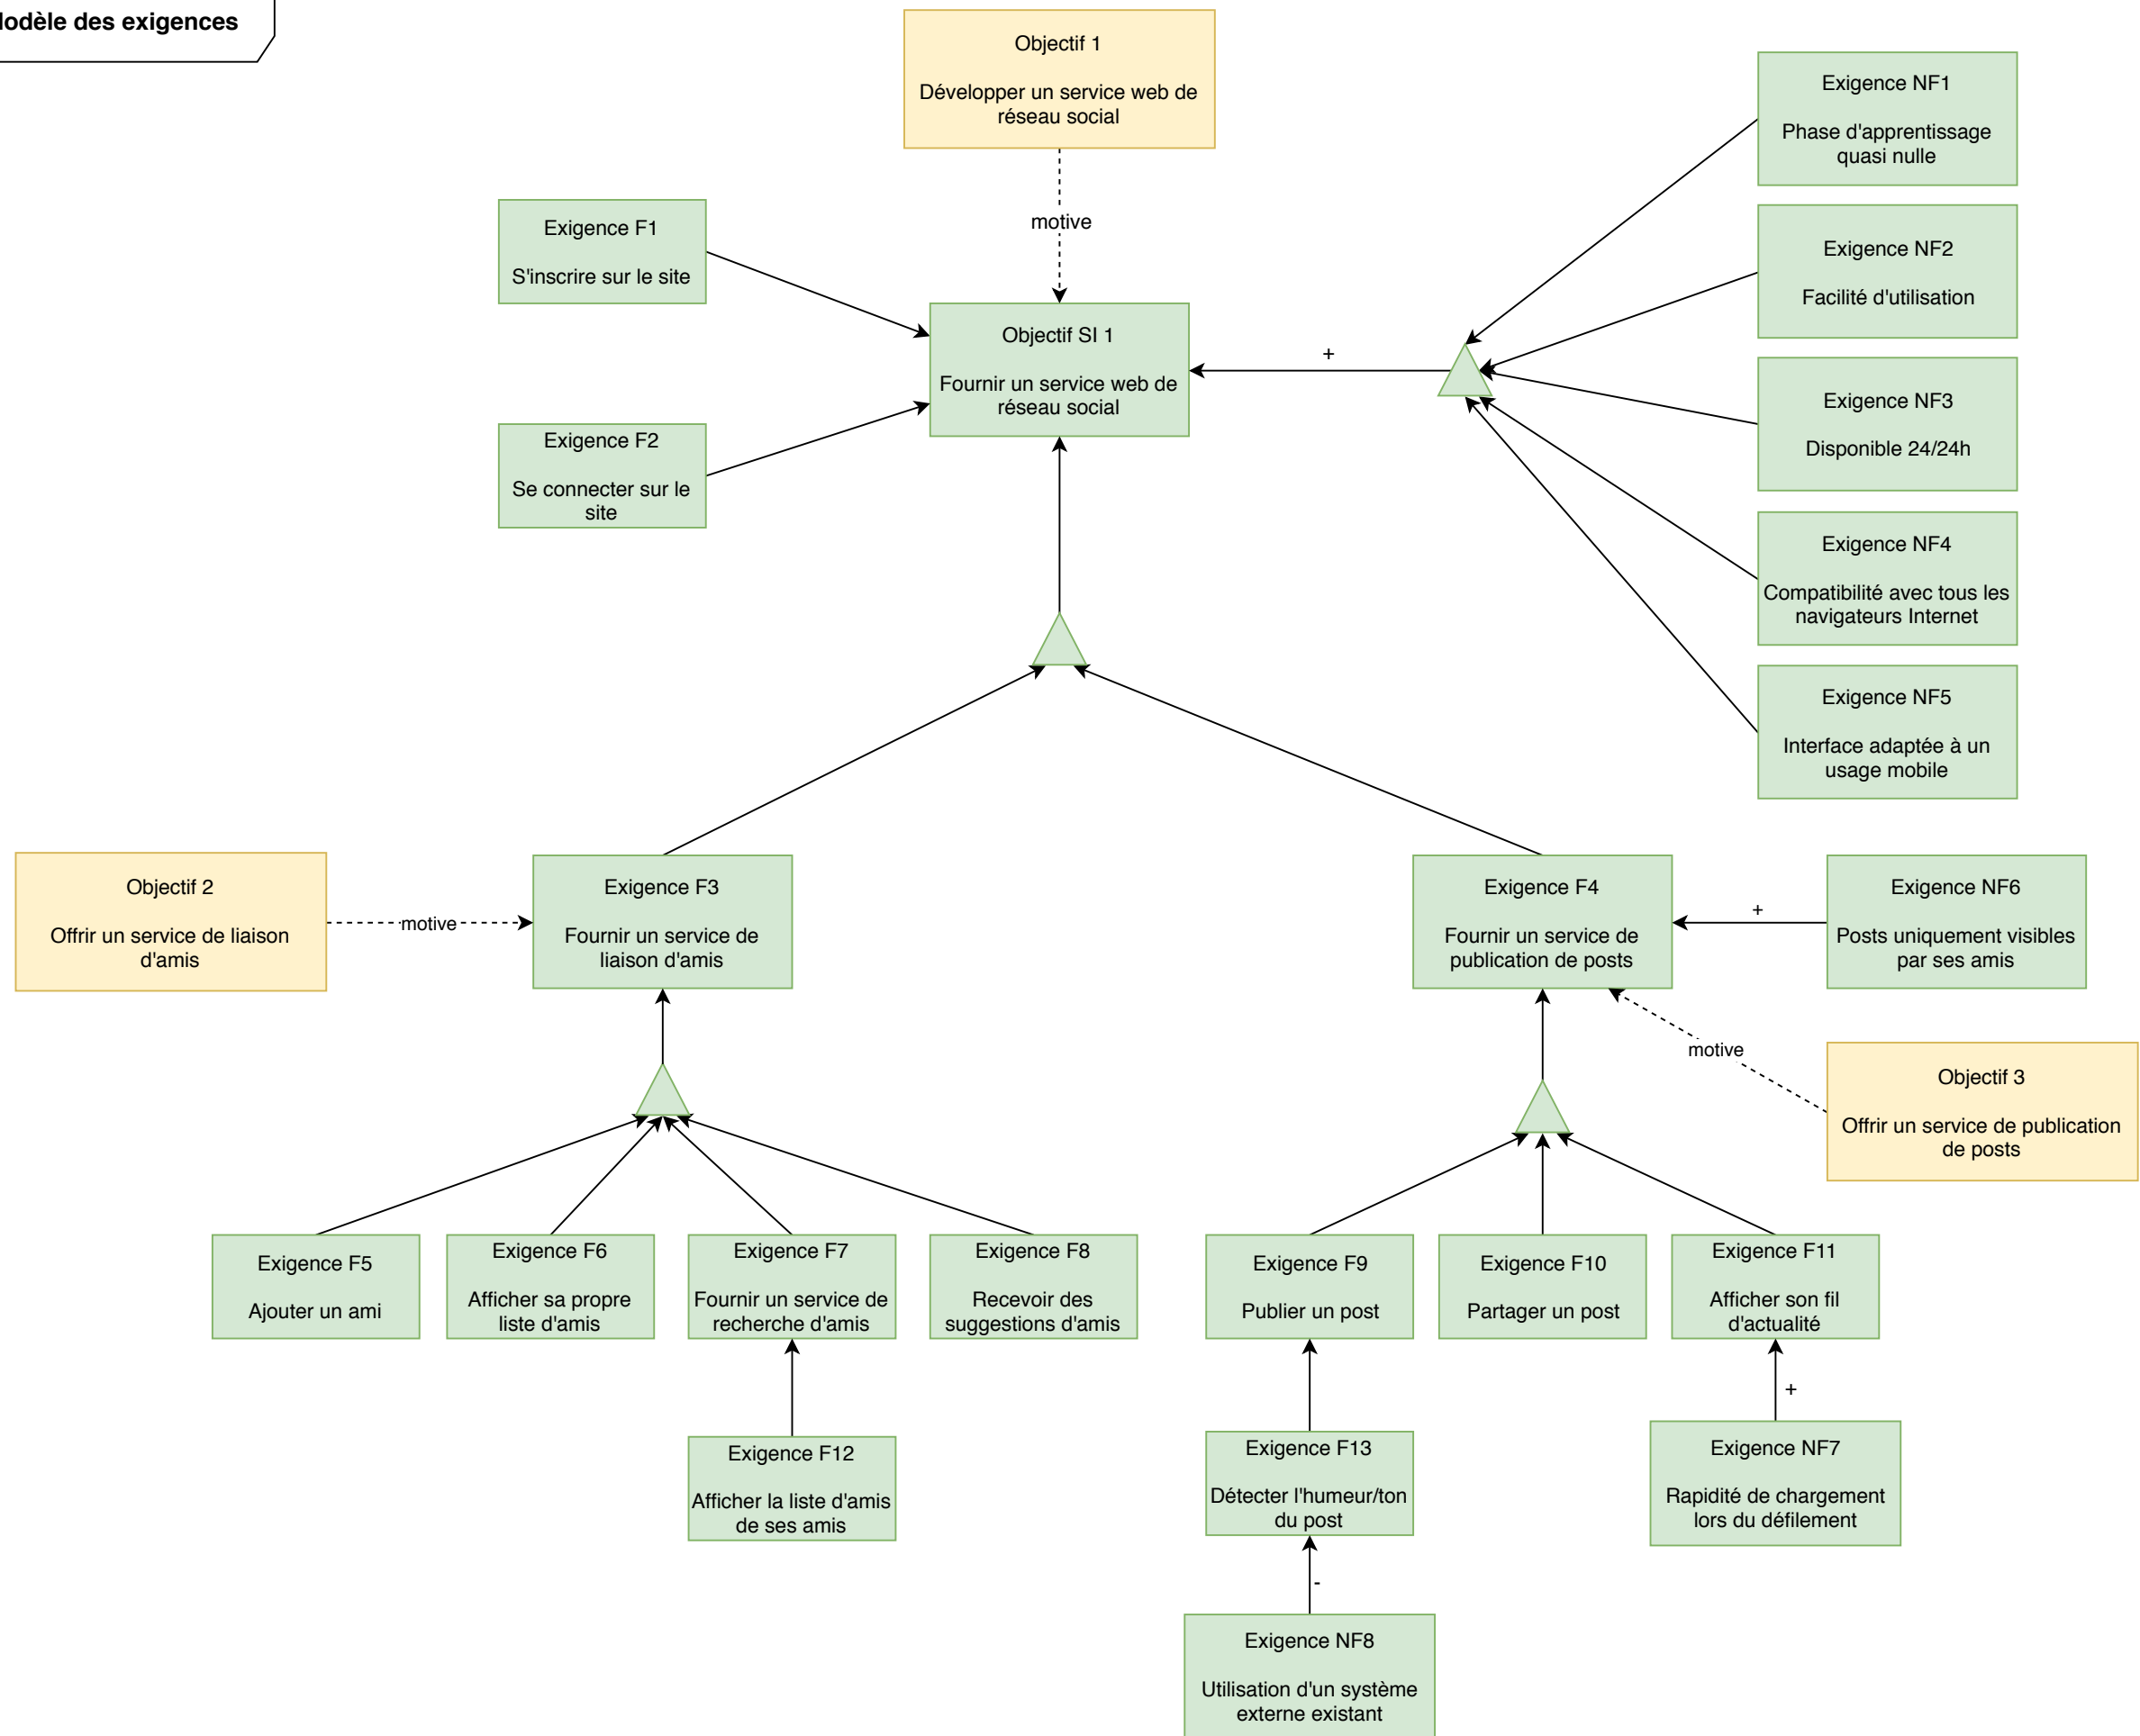 odèle des exigences
Objectif 1
Développer un service web de
réseau social
motive
Exigence NF1
Phase d'apprentissage
quasi nulle
Exigence F1
S'inscrire sur le site
Exigence NF2
Facilité d'utilisation
Objectif SI 1
Fournir un service web de
réseau social
+
Exigence NF3
Disponible 24/24h
Exigence F2
Se connecter sur le
site
Exigence NF4
Compatibilité avec tous les
navigateurs Internet
Exigence NF5
Interface adaptée à un
usage mobile
Objectif 2
Offrir un service de liaison
d'amis
motive
Exigence F3
Fournir un service de
liaison d'amis
Exigence F4
Fournir un service de
publication de posts
+
Exigence NF6
Posts uniquement visibles
par ses amis
motive
Objectif 3
Offrir un service de publication
de posts
Exigence F5
Ajouter un ami
Exigence F6
Afficher sa propre
liste d'amis
Exigence F7
Fournir un service de
recherche d'amis
Exigence F8
Recevoir des
suggestions d'amis
Exigence F9
Publier un post
Exigence F10
Partager un post
Exigence F11
Afficher son fil
d'actualité
+
Exigence F12
Afficher la liste d'amis
de ses amis
Exigence F13
Détecter l'humeur/ton
du post
Exigence NF7
Rapidité de chargement
lors du défilement
-
Exigence NF8
Utilisation d'un système
externe existant